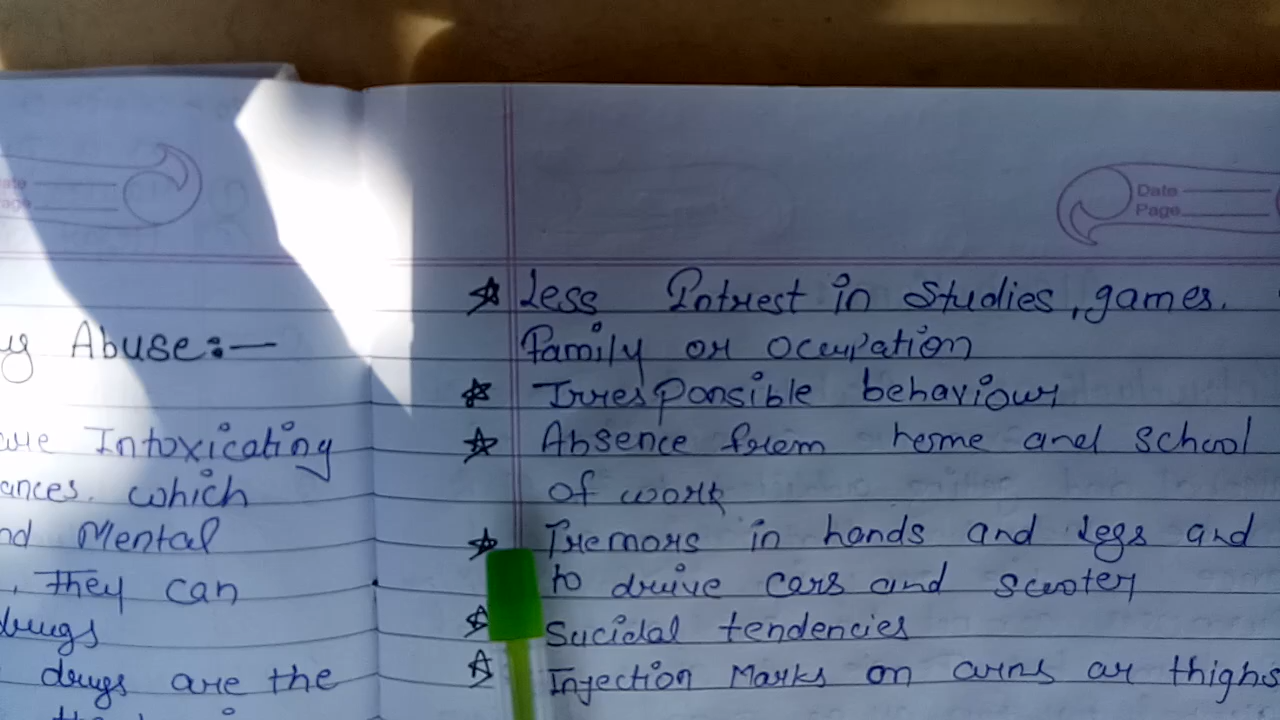 Date
Page
y Abuse:—
are Intoxicating
ances. which
nd Mental
, They can
drugs
drugs are the
Date
Page
☆ Less Intrest in Studies, games.
Family or Occupation
☆ Irresponsible behaviour
☆ Absence from home and school
of work
☆ Tremors in hands and legs and
to drive cars and scooter
☆ Sucidal tendencies
☆ Injection Marks on arms ar thighs